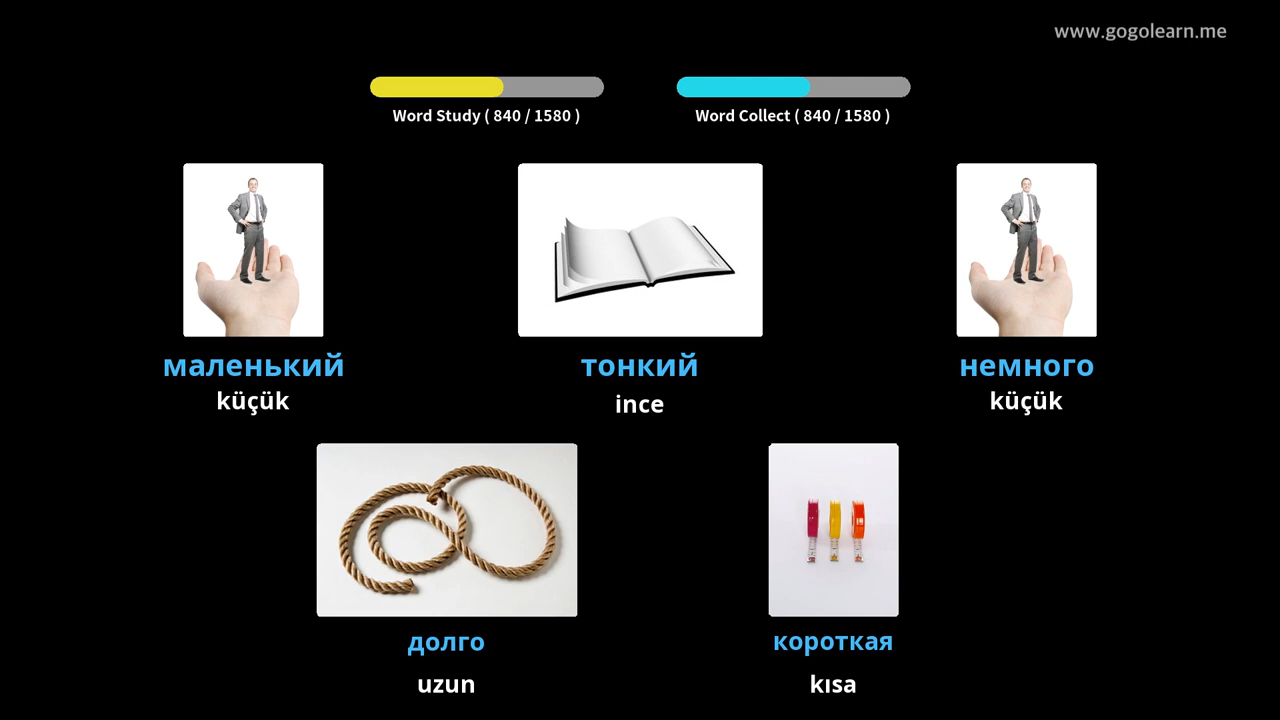 www.gogolearn.me
Word Study ( 840 / 1580 )
Word Collect ( 840 / 1580 )
маленький
küçük
тонкий
ince
немного
küçük
долго
uzun
короткая
kısa